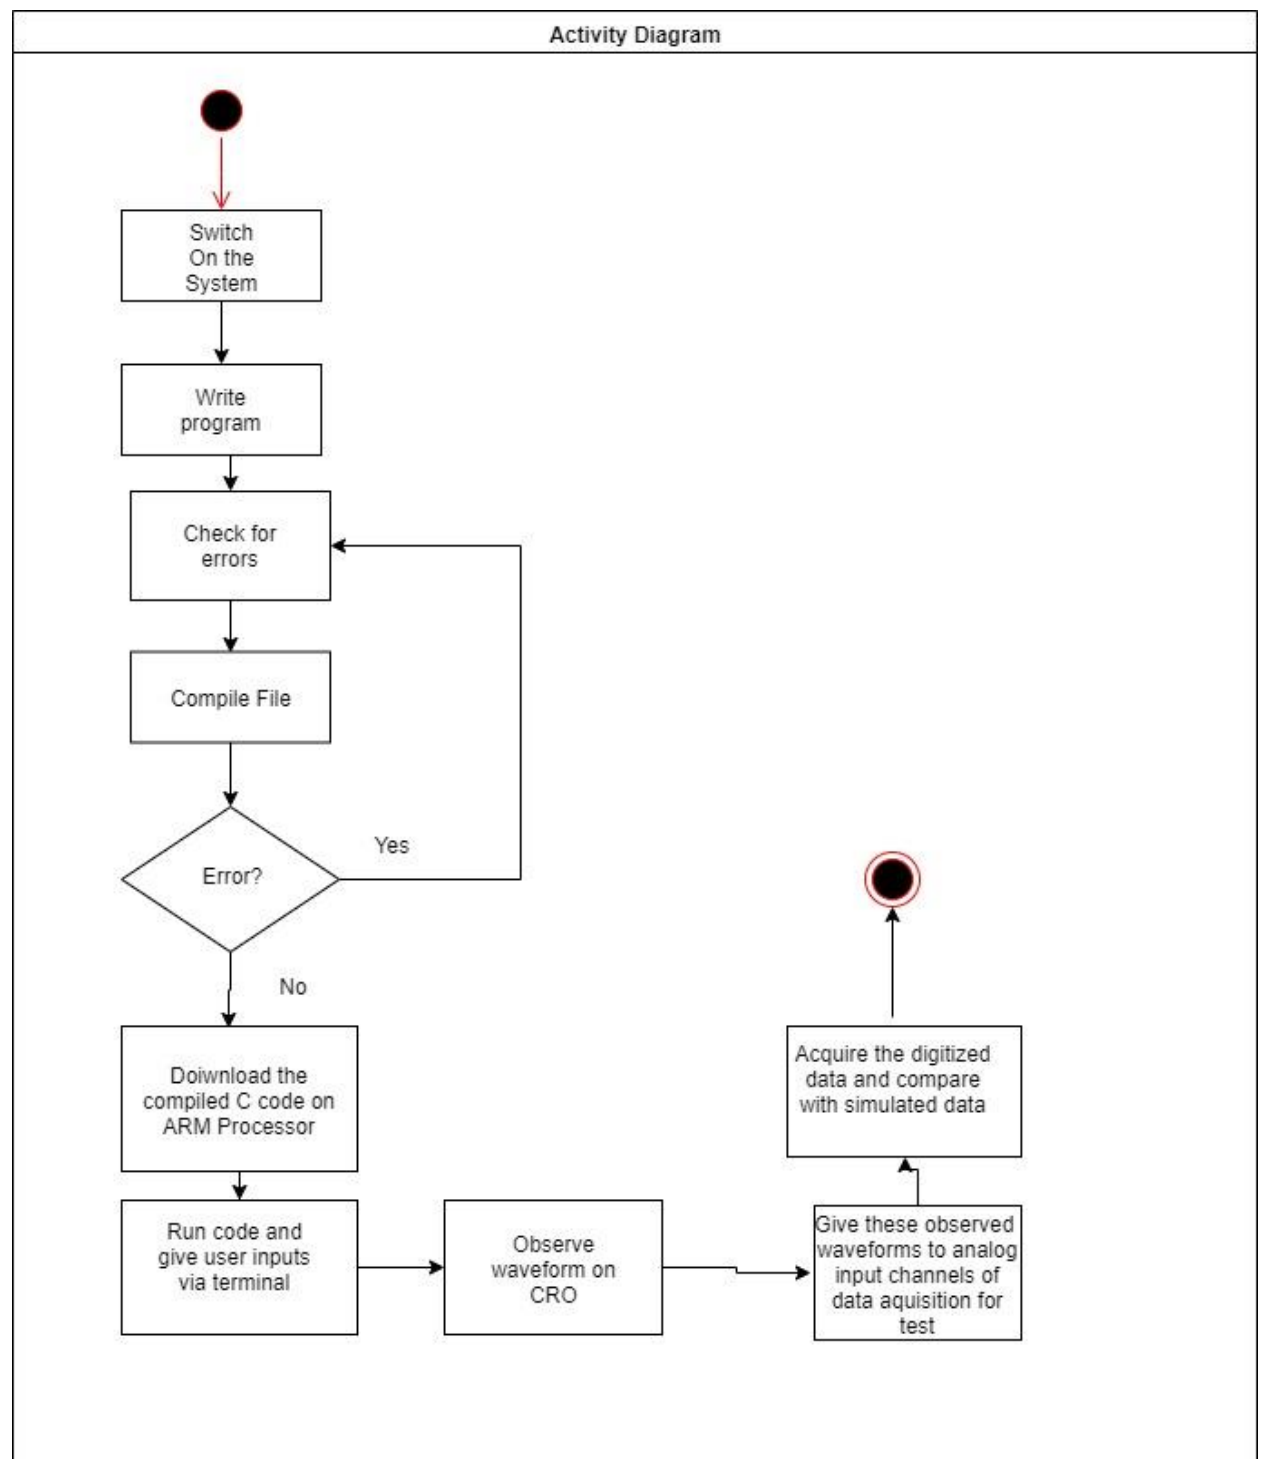 Activity Diagram
Switch
On the
System
Write
program
Check for
errors
Compile File
Yes
Error?
No
Doiwnload the
compiled C code on
ARM Processor
Run code and
give user inputs
via terminal
Observe
waveform on
CRO
Give these observed
waveforms to analog
input channels of
data aquisition for
test
Acquire the digitized
data and compare
with simulated data